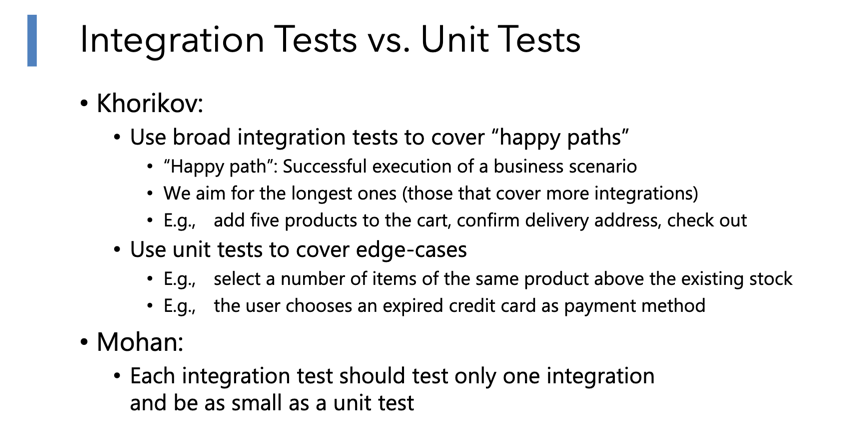 Integration Tests vs. Unit Tests
• Khorikov:
• Use broad integration tests to cover “happy paths”
• “Happy path”: Successful execution of a business scenario
• We aim for the longest ones (those that cover more integrations)
• E.g., add five products to the cart, confirm delivery address, check out
• Use unit tests to cover edge-cases
• E.g., select a number of items of the same product above the existing stock
• E.g., the user chooses an expired credit card as payment method
• Mohan:
• Each integration test should test only one integration
and be as small as a unit test